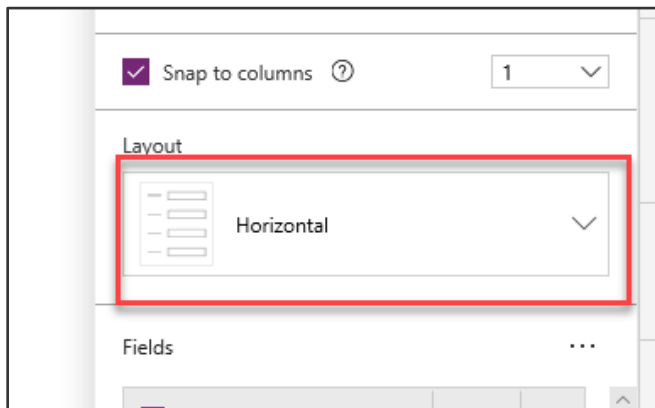 Snap to columns
1
Layout
Horizontal
Fields
...